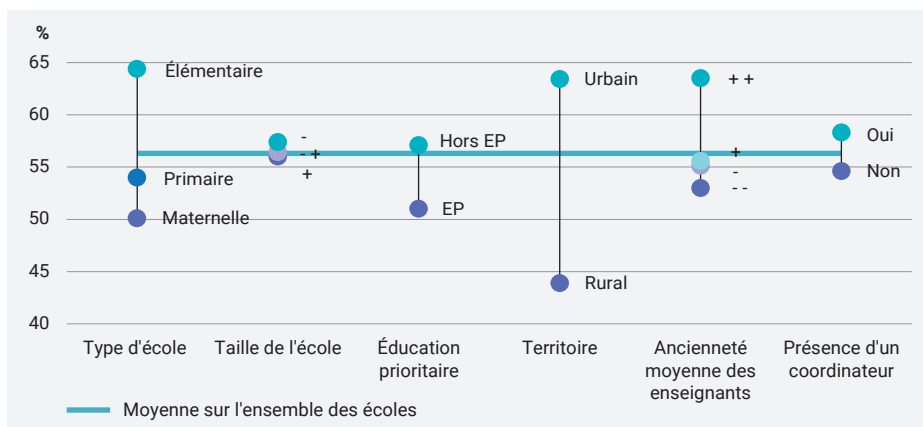 %
65
60
55
50
45
40
Élémentaire
Primaire
Maternelle
-
- +
+
Hors EP
EP
Urbain
Rural
+ +
+
-
- -
Oui
Non
Type d'école
Taille de l'école
Éducation
prioritaire
Territoire
Ancienneté
moyenne des
enseignants
Présence d'un
coordinateur
Moyenne sur l'ensemble des écoles